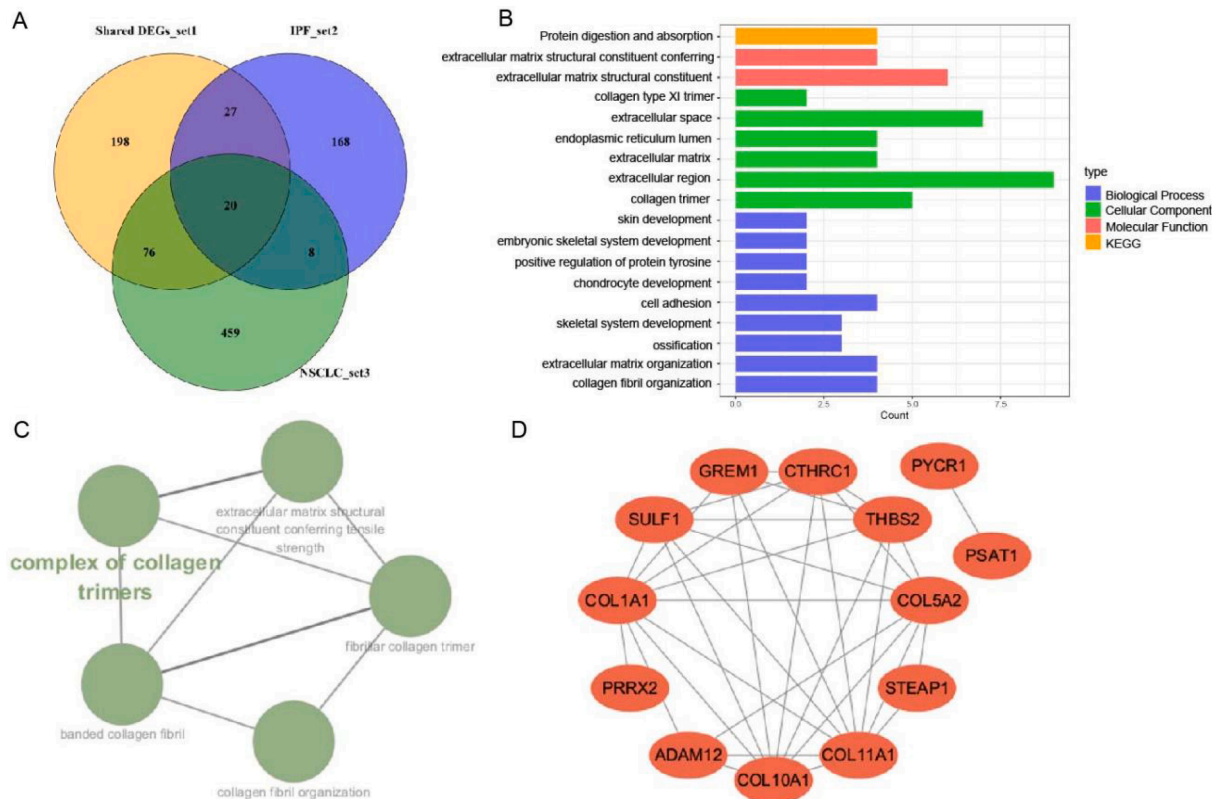 A
Shared DEGs_set1
IPF_set2
27
198
168
20
76
8
459
NSCLC_set3
B
Protein digestion and absorption
extracellular matrix structural constituent conferring
extracellular matrix structural constituent
collagen type XI trimer
extracellular space
endoplasmic reticulum lumen
extracellular matrix
extracellular region
collagen trimer
skin development
embryonic skeletal system development
positive regulation of protein tyrosine
chondrocyte development
cell adhesion
skeletal system development
ossification
extracellular matrix organization
collagen fibril organization
0.0
2.5
5.0
7.5
Count
type
Biological Process
Cellular Component
Molecular Function
KEGG
C
extracellular matrix structural
constituent conferring tensile
strength
complex of collagen
trimers
fibrillar collagen trimer
banded collagen fibril
collagen fibril organization
D
GREM1
CTHRC1
PYCR1
SULF1
THBS2
PSAT1
COL1A1
COL5A2
PRRX2
STEAP1
ADAM12
COL11A1
COL10A1